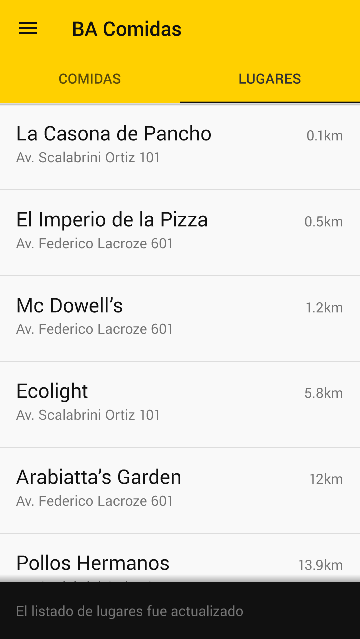 BA Comidas
COMIDAS
LUGARES
La Casona de Pancho
0.1km
Av. Scalabrini Ortiz 101
El Imperio de la Pizza
0.5km
Av. Federico Lacroze 601
Mc Dowell's
1.2km
Av. Federico Lacroze 601
Ecolight
5.8km
Av. Scalabrini Ortiz 101
Arabiatta's Garden
12km
Av. Federico Lacroze 601
Pollos Hermanos
13.9km
El listado de lugares fue actualizado